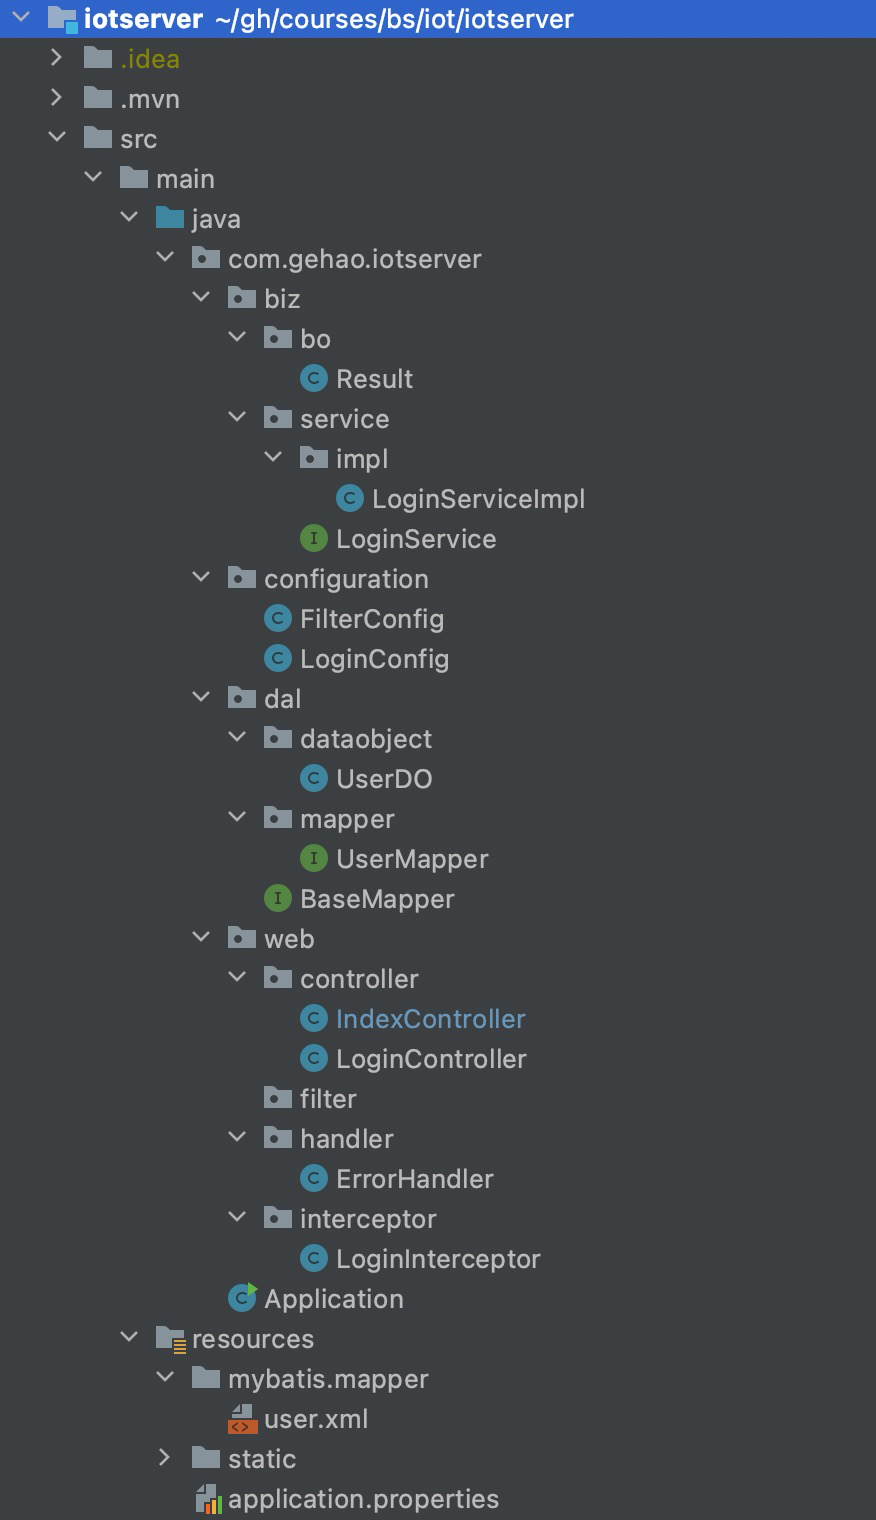 iotserver ~/gh/courses/bs/iot/iotserver
.idea
.mvn
src
main
java
com.gehao.iotserver
biz
bo
C Result
service
impl
C LoginServiceImpl
I LoginService
configuration
C FilterConfig
C LoginConfig
dal
dataobject
C UserDO
mapper
I UserMapper
I BaseMapper
web
controller
C IndexController
C LoginController
filter
handler
C ErrorHandler
interceptor
C LoginInterceptor
C Application
resources
mybatis.mapper
<> user.xml
static
application.properties